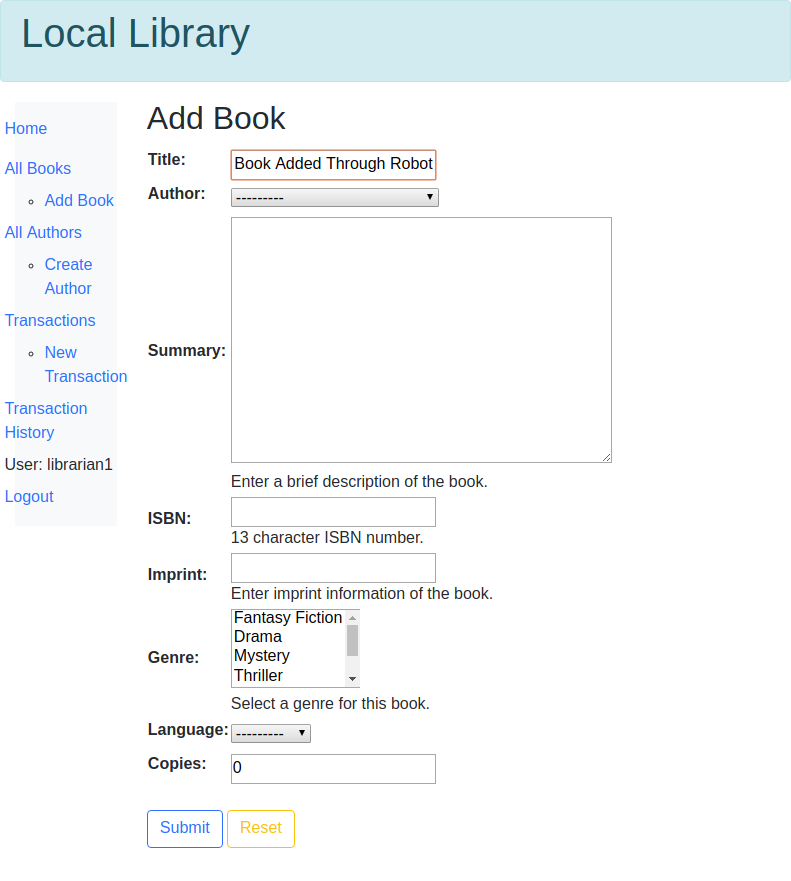 Local Library
Home
All Books
Add Book
All Authors
Create
Author
Transactions
New
Transaction
Transaction
History
User: librarian1
Logout
Add Book
Title: Book Added Through Robot
Author: ---------
Summary:
Enter a brief description of the book.
ISBN:
13 character ISBN number.
Imprint:
Enter imprint information of the book.
Genre:
Fantasy Fiction
Drama
Mystery
Thriller
Select a genre for this book.
Language: ---------
Copies: 0
Submit Reset